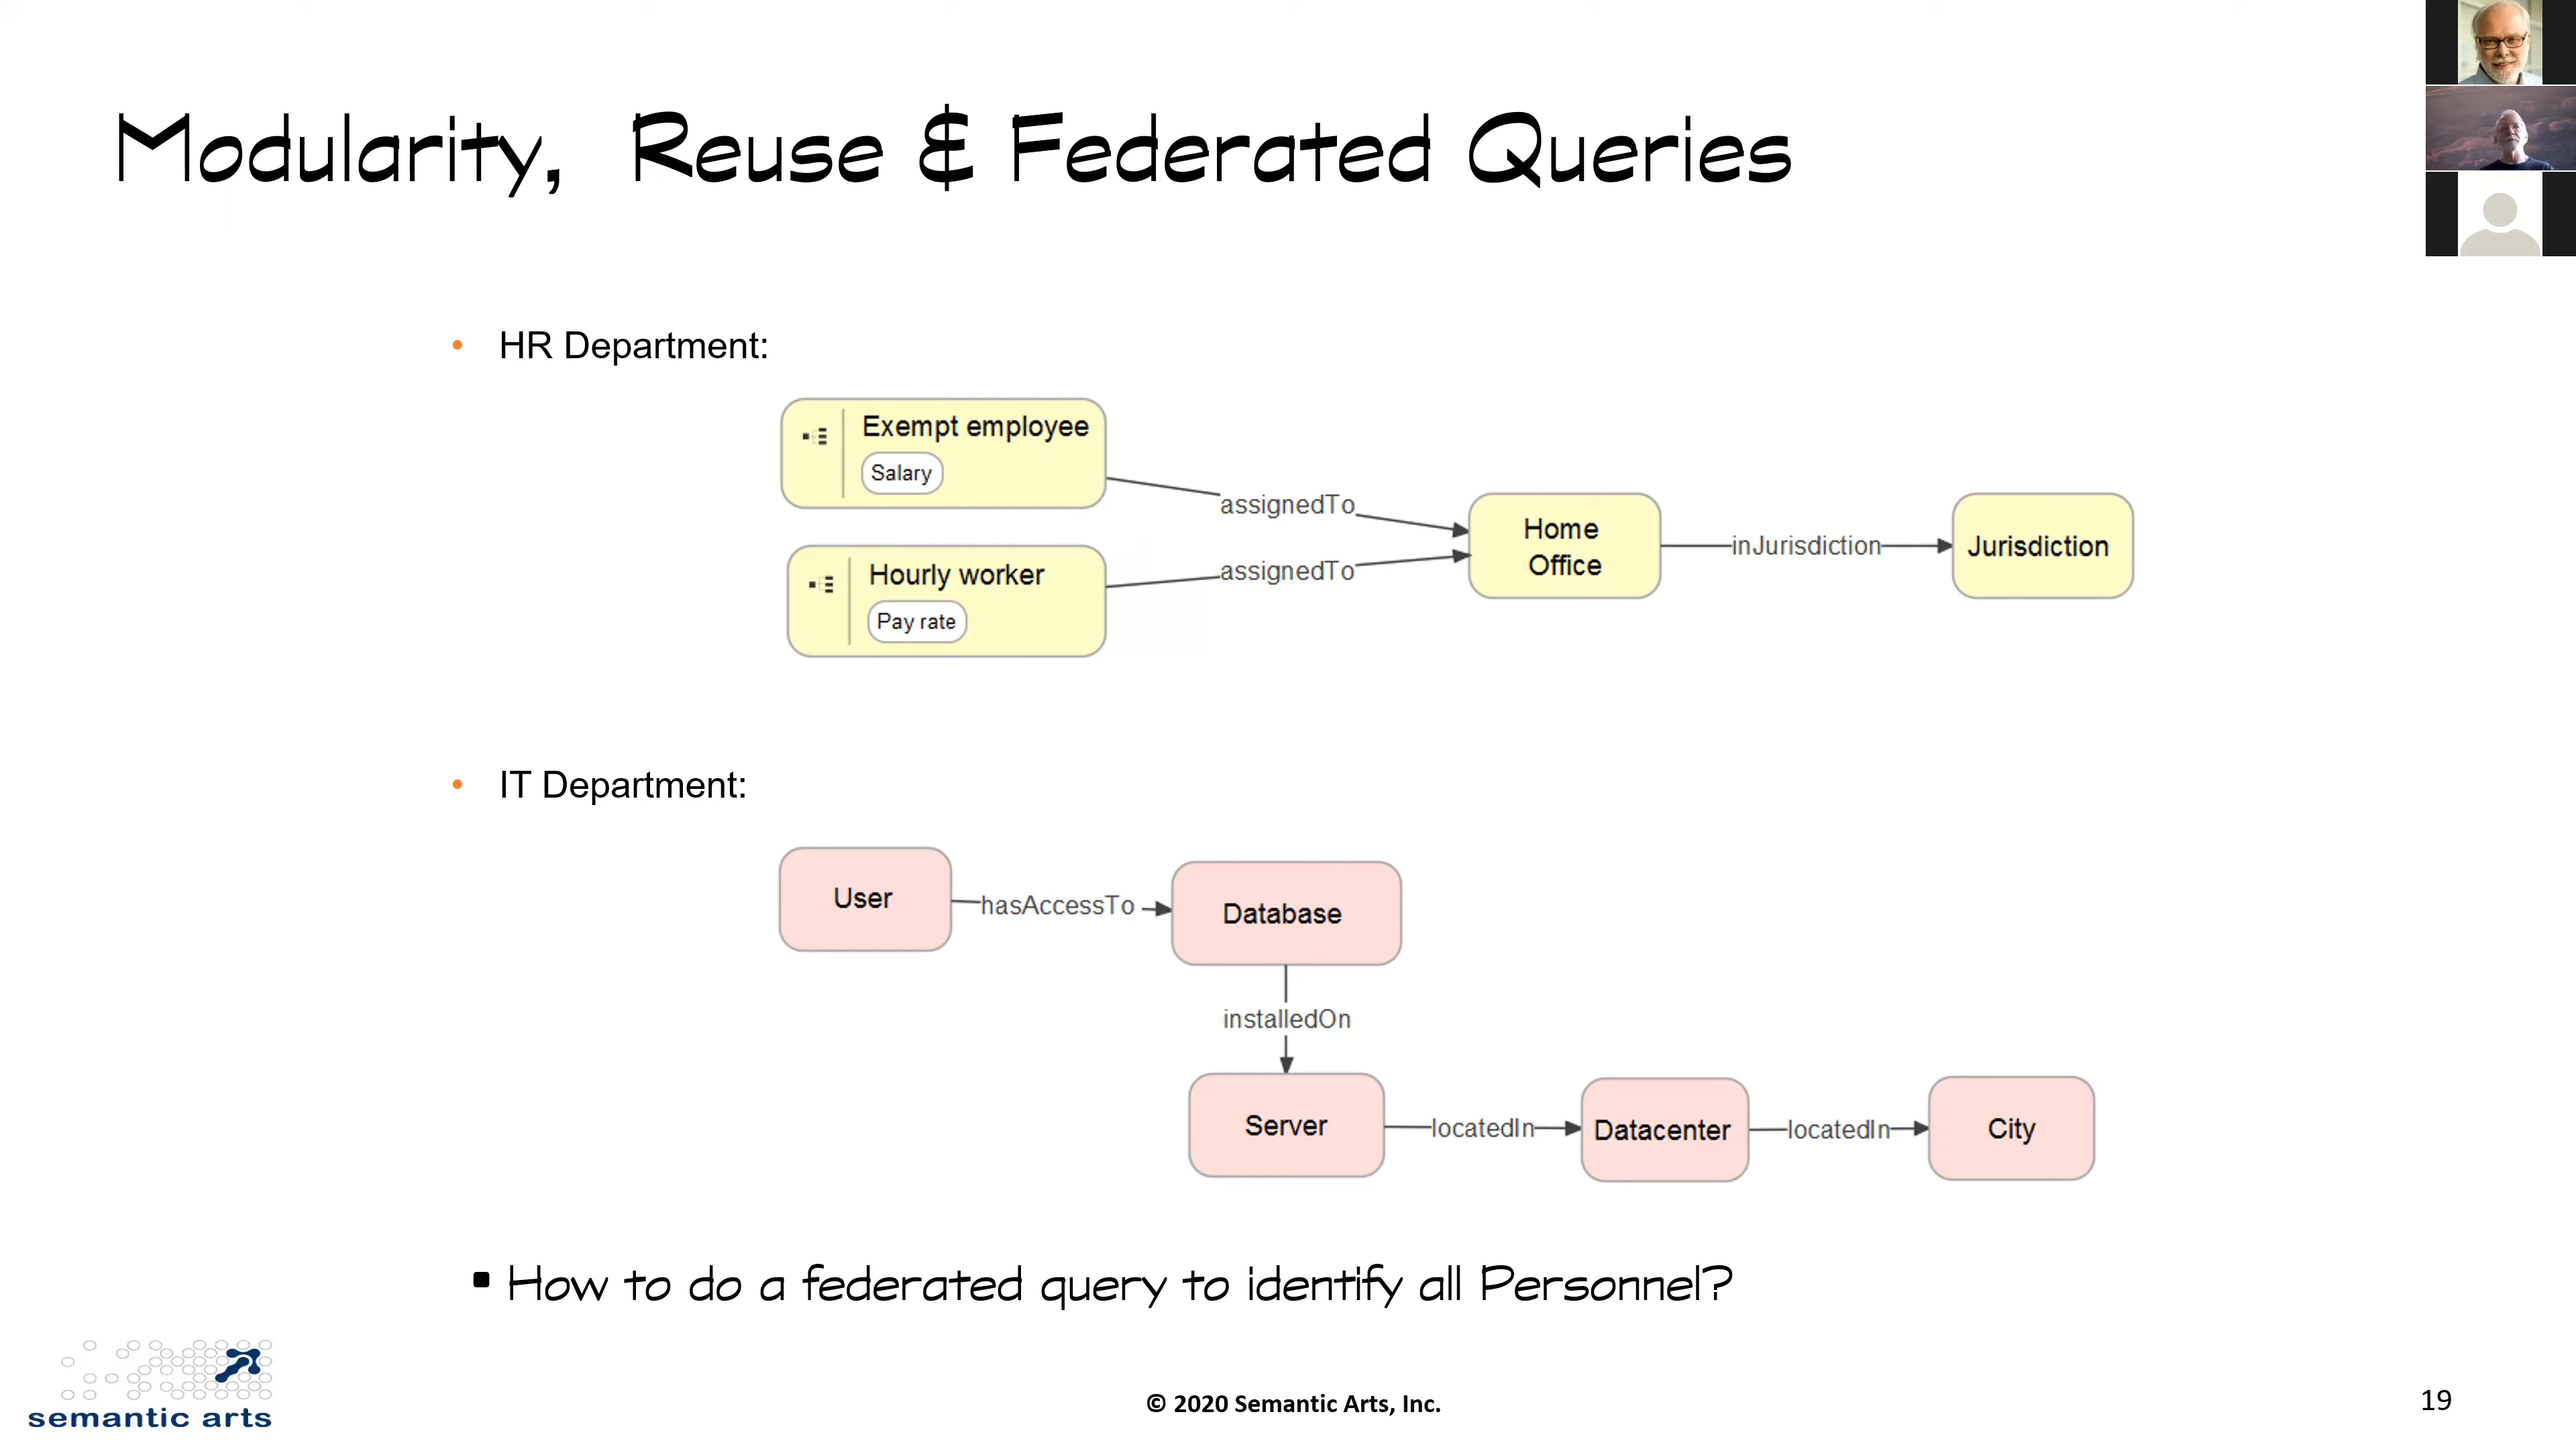 Modularity, Reuse & Federated Queries
• HR Department:
Exempt employee
Salary
assignedTo
Home
Office
inJurisdiction
Jurisdiction
assignedTo
Hourly worker
Pay rate
• IT Department:
User
hasAccessTo
Database
installedOn
Server
locatedIn
Datacenter
locatedIn
City
▪ How to do a federated query to identify all Personnel?
semantic arts
© 2020 Semantic Arts, Inc.
19